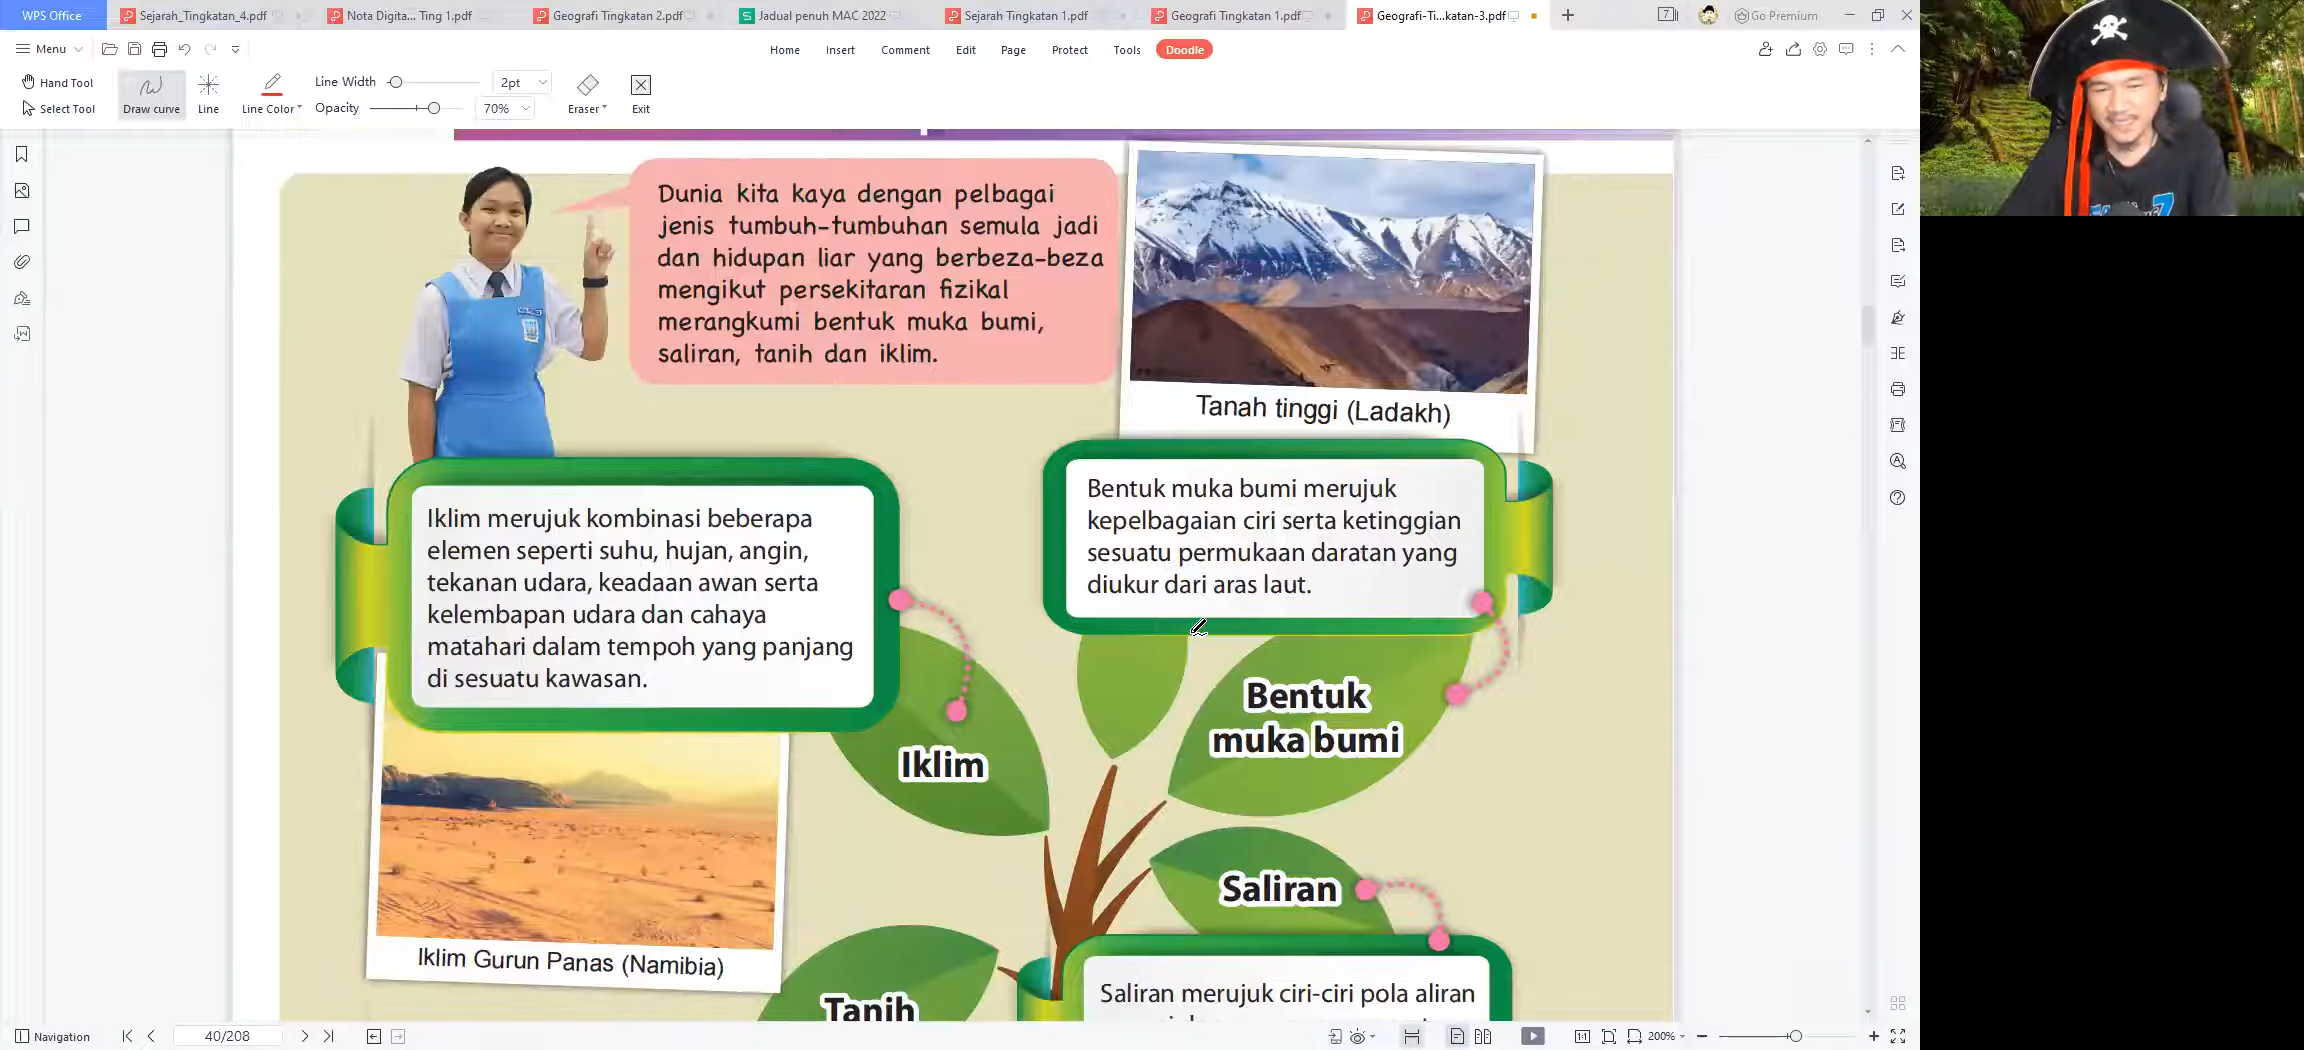 WPS Office
Sejarah_Tingkatan_4.pdf
Nota Digita... Ting 1.pdf
Geografi Tingkatan 2.pdf
Jadual penuh MAC 2022
Sejarah Tingkatan 1.pdf
Geografi Tingkatan 1.pdf
Geografi-Ti...katan-3.pdf
7
Go Premium
Menu
Home
Insert
Comment
Edit
Page
Protect
Tools
Doodle
Hand Tool
Select Tool
Draw curve
Line
Line Color
Line Width
2pt
Opacity
70%
Eraser
Exit
Dunia kita kaya dengan pelbagai
jenis tumbuh-tumbuhan semula jadi
dan hidupan liar yang berbeza-beza
mengikut persekitaran fizikal
merangkumi bentuk muka bumi,
saliran, tanih dan iklim.
Tanah tinggi (Ladakh)
Iklim merujuk kombinasi beberapa
elemen seperti suhu, hujan, angin,
tekanan udara, keadaan awan serta
kelembapan udara dan cahaya
matahari dalam tempoh yang panjang
di sesuatu kawasan.
Bentuk muka bumi merujuk
kepelbagaian ciri serta ketinggian
sesuatu permukaan daratan yang
diukur dari aras laut.
Bentuk
muka bumi
Iklim
Saliran
Iklim Gurun Panas (Namibia)
Tanih
Saliran merujuk ciri-ciri pola aliran
Navigation
40/208
200%